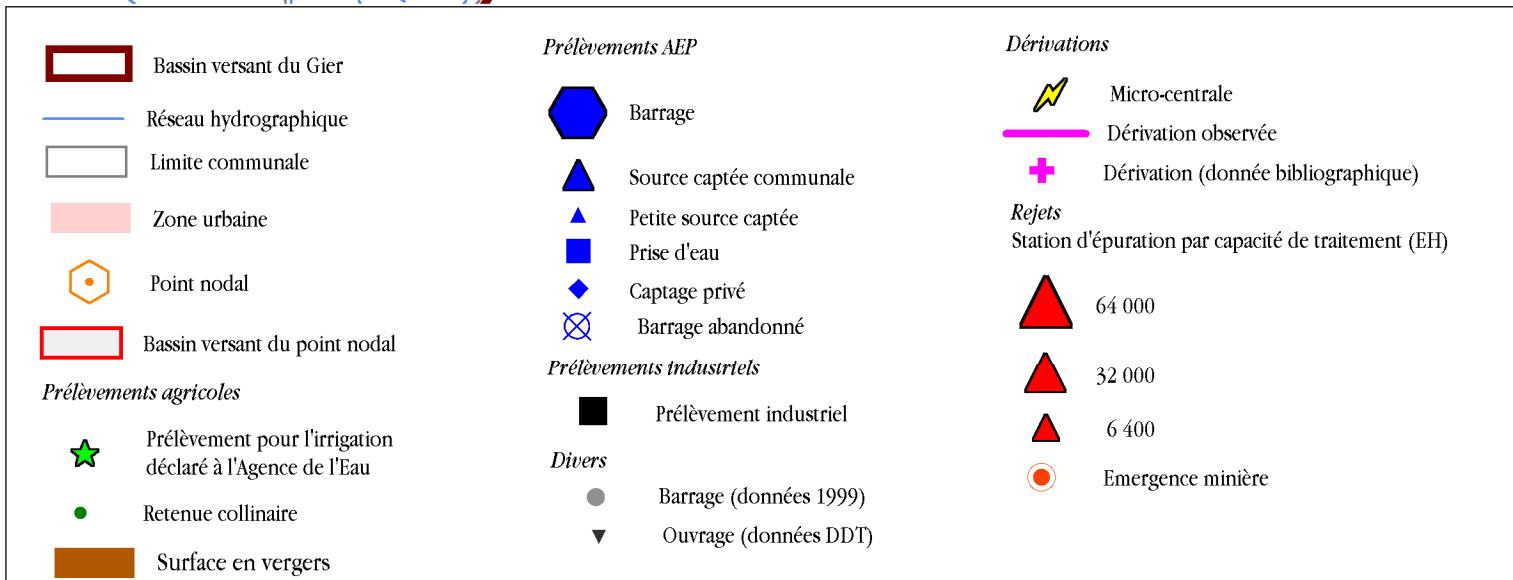 Bassin versant du Gier
Réseau hydrographique
Limite communale
Zone urbaine
Point nodal
Bassin versant du point nodal
Prélèvements agricoles
Prélèvement pour l'irrigation
déclaré à l'Agence de l'Eau
Retenue collinaire
Surface en vergers
Prélèvements AEP
Barrage
Source captée communale
Petite source captée
Prise d'eau
Captage privé
Barrage abandonné
Prélèvements industriels
Prélèvement industriel
Divers
Barrage (données 1999)
Ouvrage (données DDT)
Dérivations
Micro-centrale
Dérivation observée
Dérivation (donnée bibliographique)
Rejets
Station d'épuration par capacité de traitement (EH)
64 000
32 000
6 400
Emergence minière